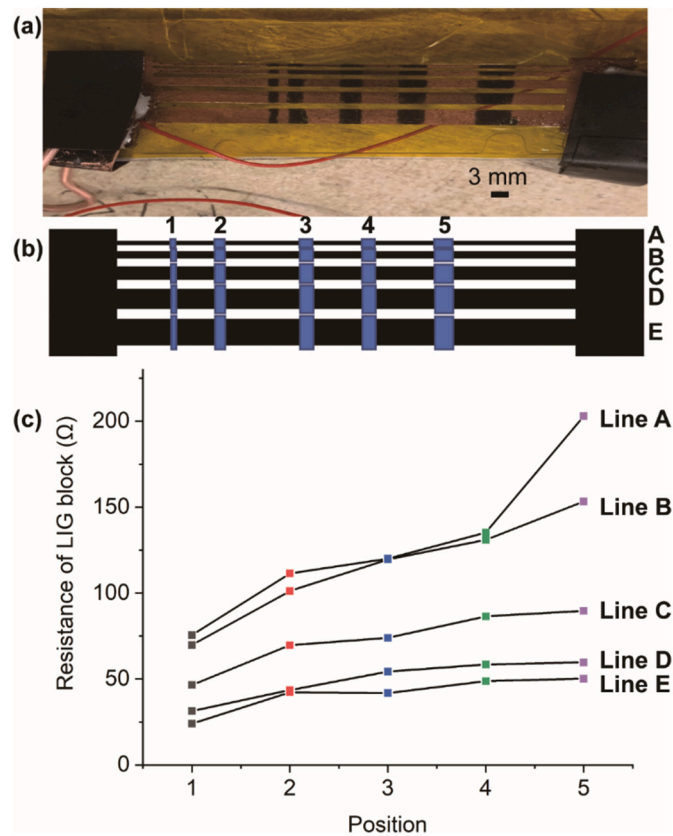 (a)
3 mm
(b)
1 2 3 4 5
A
B
C
D
E
(c)
Resistance of LIG block (Ω)
200
150
100
50
0
Line A
Line B
Line C
Line D
Line E
1 2 3 4 5
Position